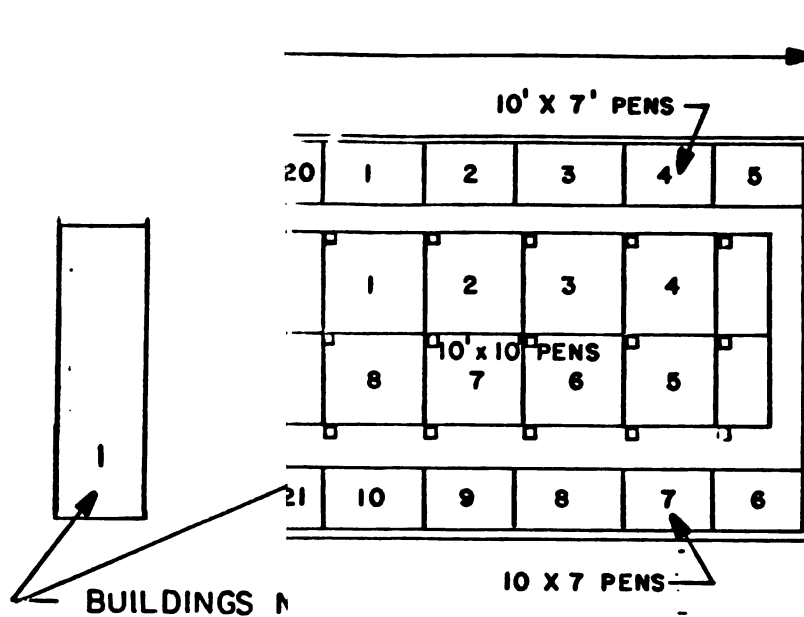 10' X 7' PENS
20 1 2 3 4 5
1 2 3 4
10' x 10' PENS
8 7 6 5
1
21 10 9 8 7 6
10 X 7 PENS
BUILDINGS